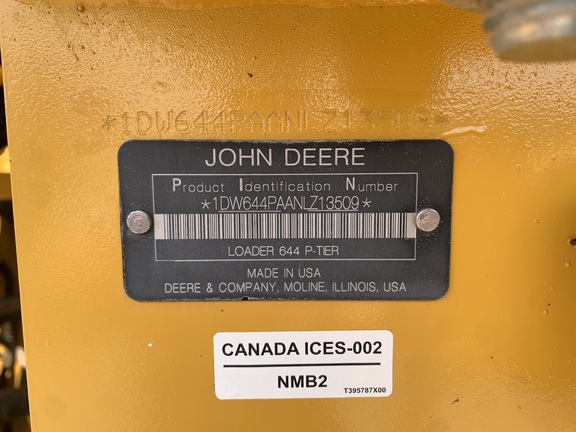 *1DW644PAANLZ13509*
JOHN DEERE
Product Identification Number
*1DW644PAANLZ13509*
LOADER 644 P-TIER
MADE IN USA
DEERE & COMPANY, MOLINE, ILLINOIS, USA
CANADA ICES-002
NMB2
T395787X00